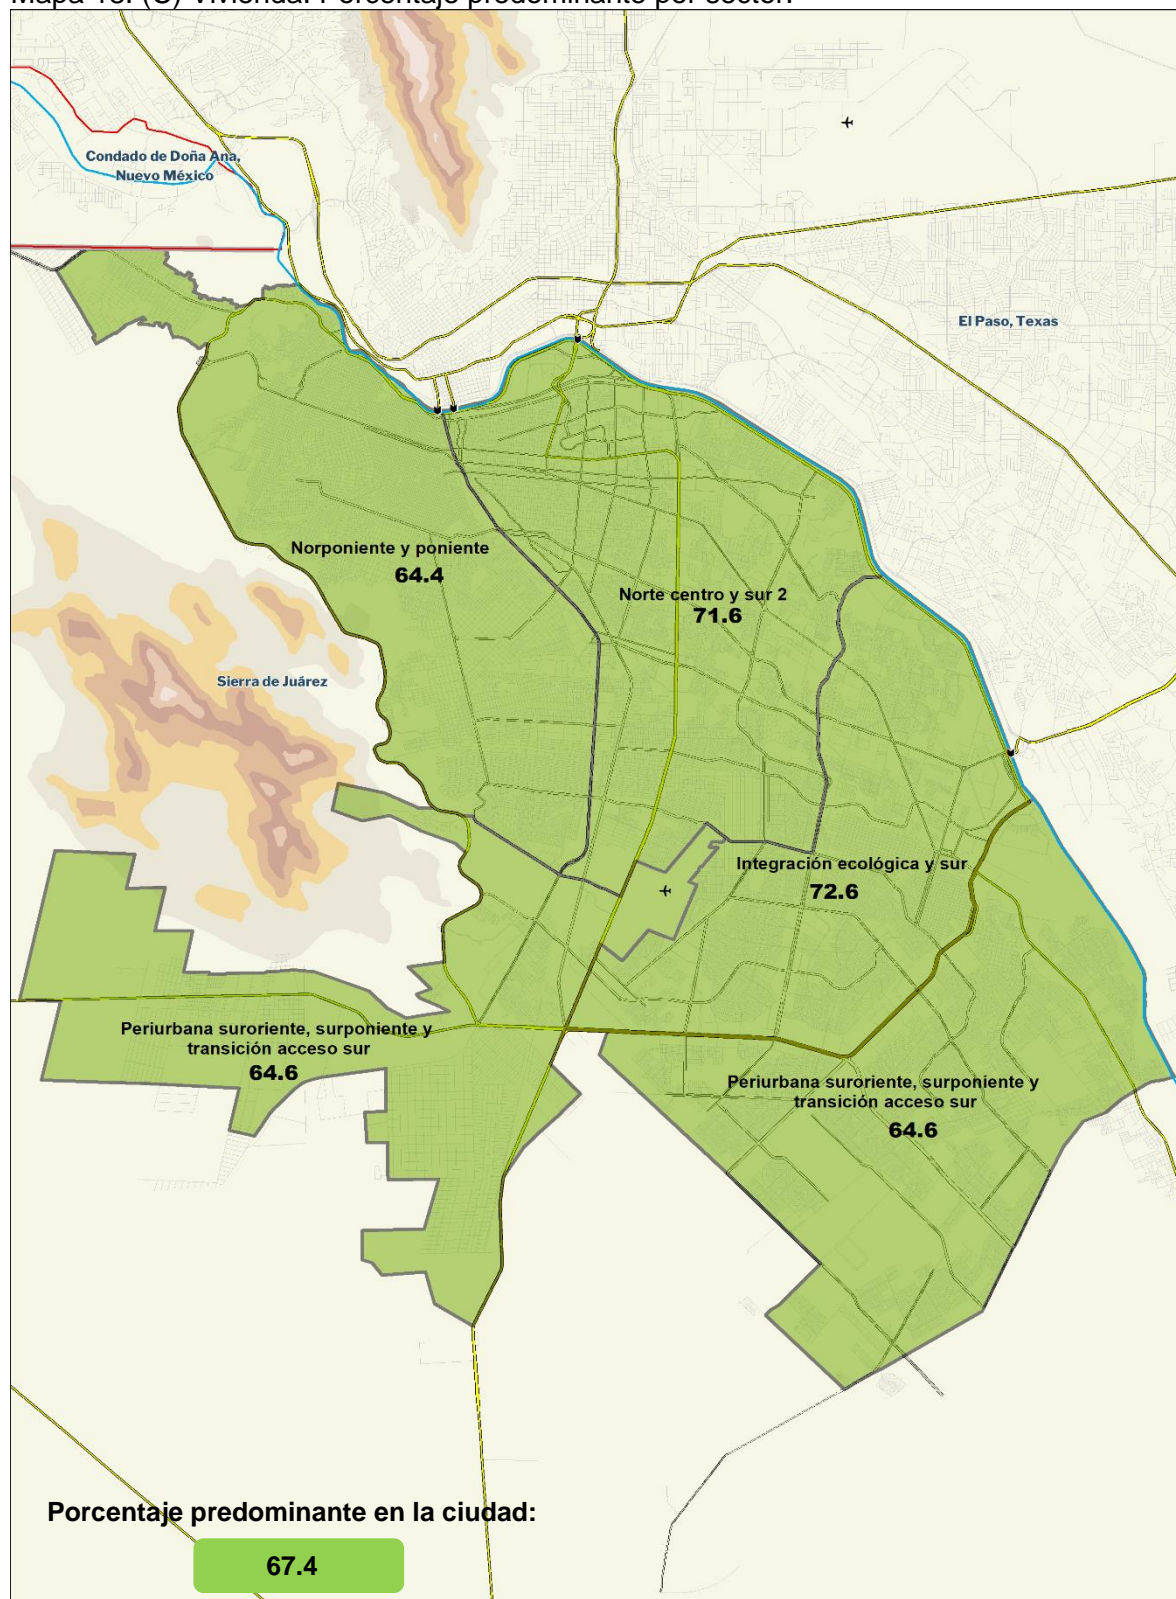 Condado de Doña Ana,
Nuevo México
El Paso, Texas
Norponiente y poniente
64.4
Norte centro y sur 2
71.6
Sierra de Juárez
Integración ecológica y sur
72.6
Periurbana suroriente, surponiente y
transición acceso sur
64.6
Periurbana suroriente, surponiente y
transición acceso sur
64.6
Porcentaje predominante en la ciudad:
67.4